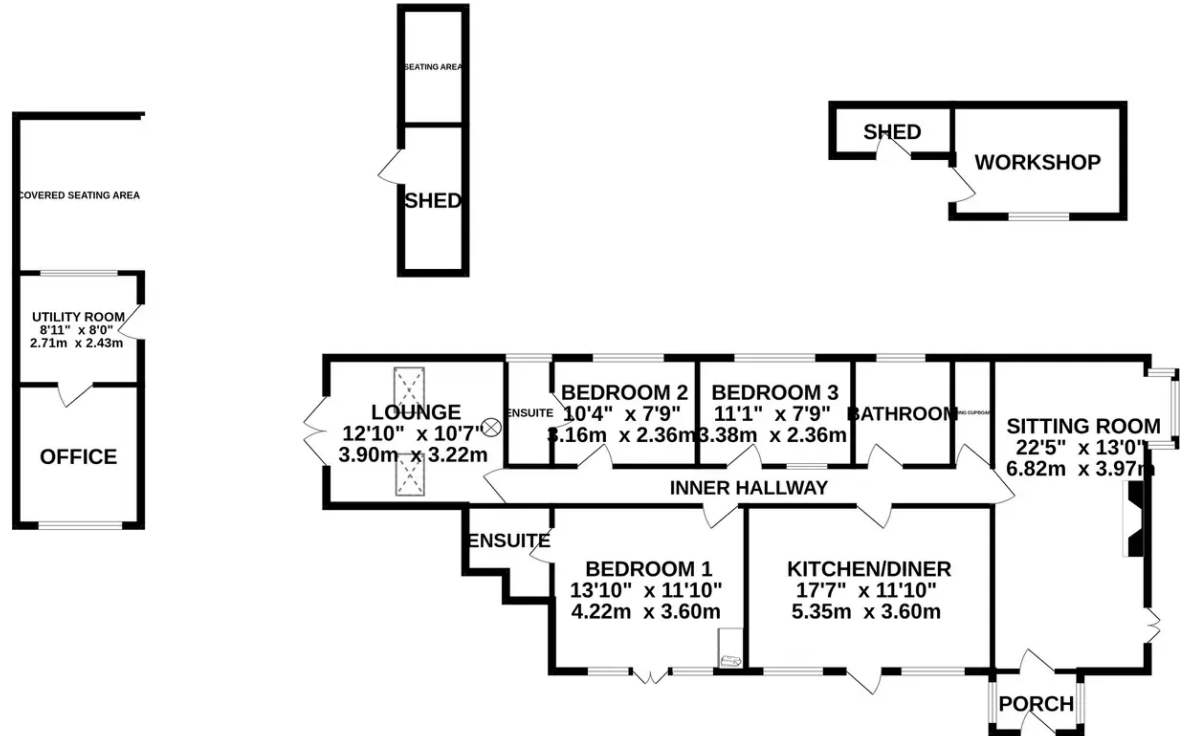 SEATING AREA
SHED
WORKSHOP
COVERED SEATING AREA
SHED
UTILITY ROOM
8'11" x 8'0"
2.71m x 2.43m
OFFICE
LOUNGE
12'10" x 10'7"
3.90m x 3.22m
ENSUITE
BEDROOM 2
10'4" x 7'9"
3.16m x 2.36m
BEDROOM 3
11'1" x 7'9"
3.38m x 2.36m
BATHROOM
SITTING ROOM
22'5" x 13'0"
6.82m x 3.97m
INNER HALLWAY
ENSUITE
BEDROOM 1
13'10" x 11'10"
4.22m x 3.60m
KITCHEN/DINER
17'7" x 11'10"
5.35m x 3.60m
PORCH